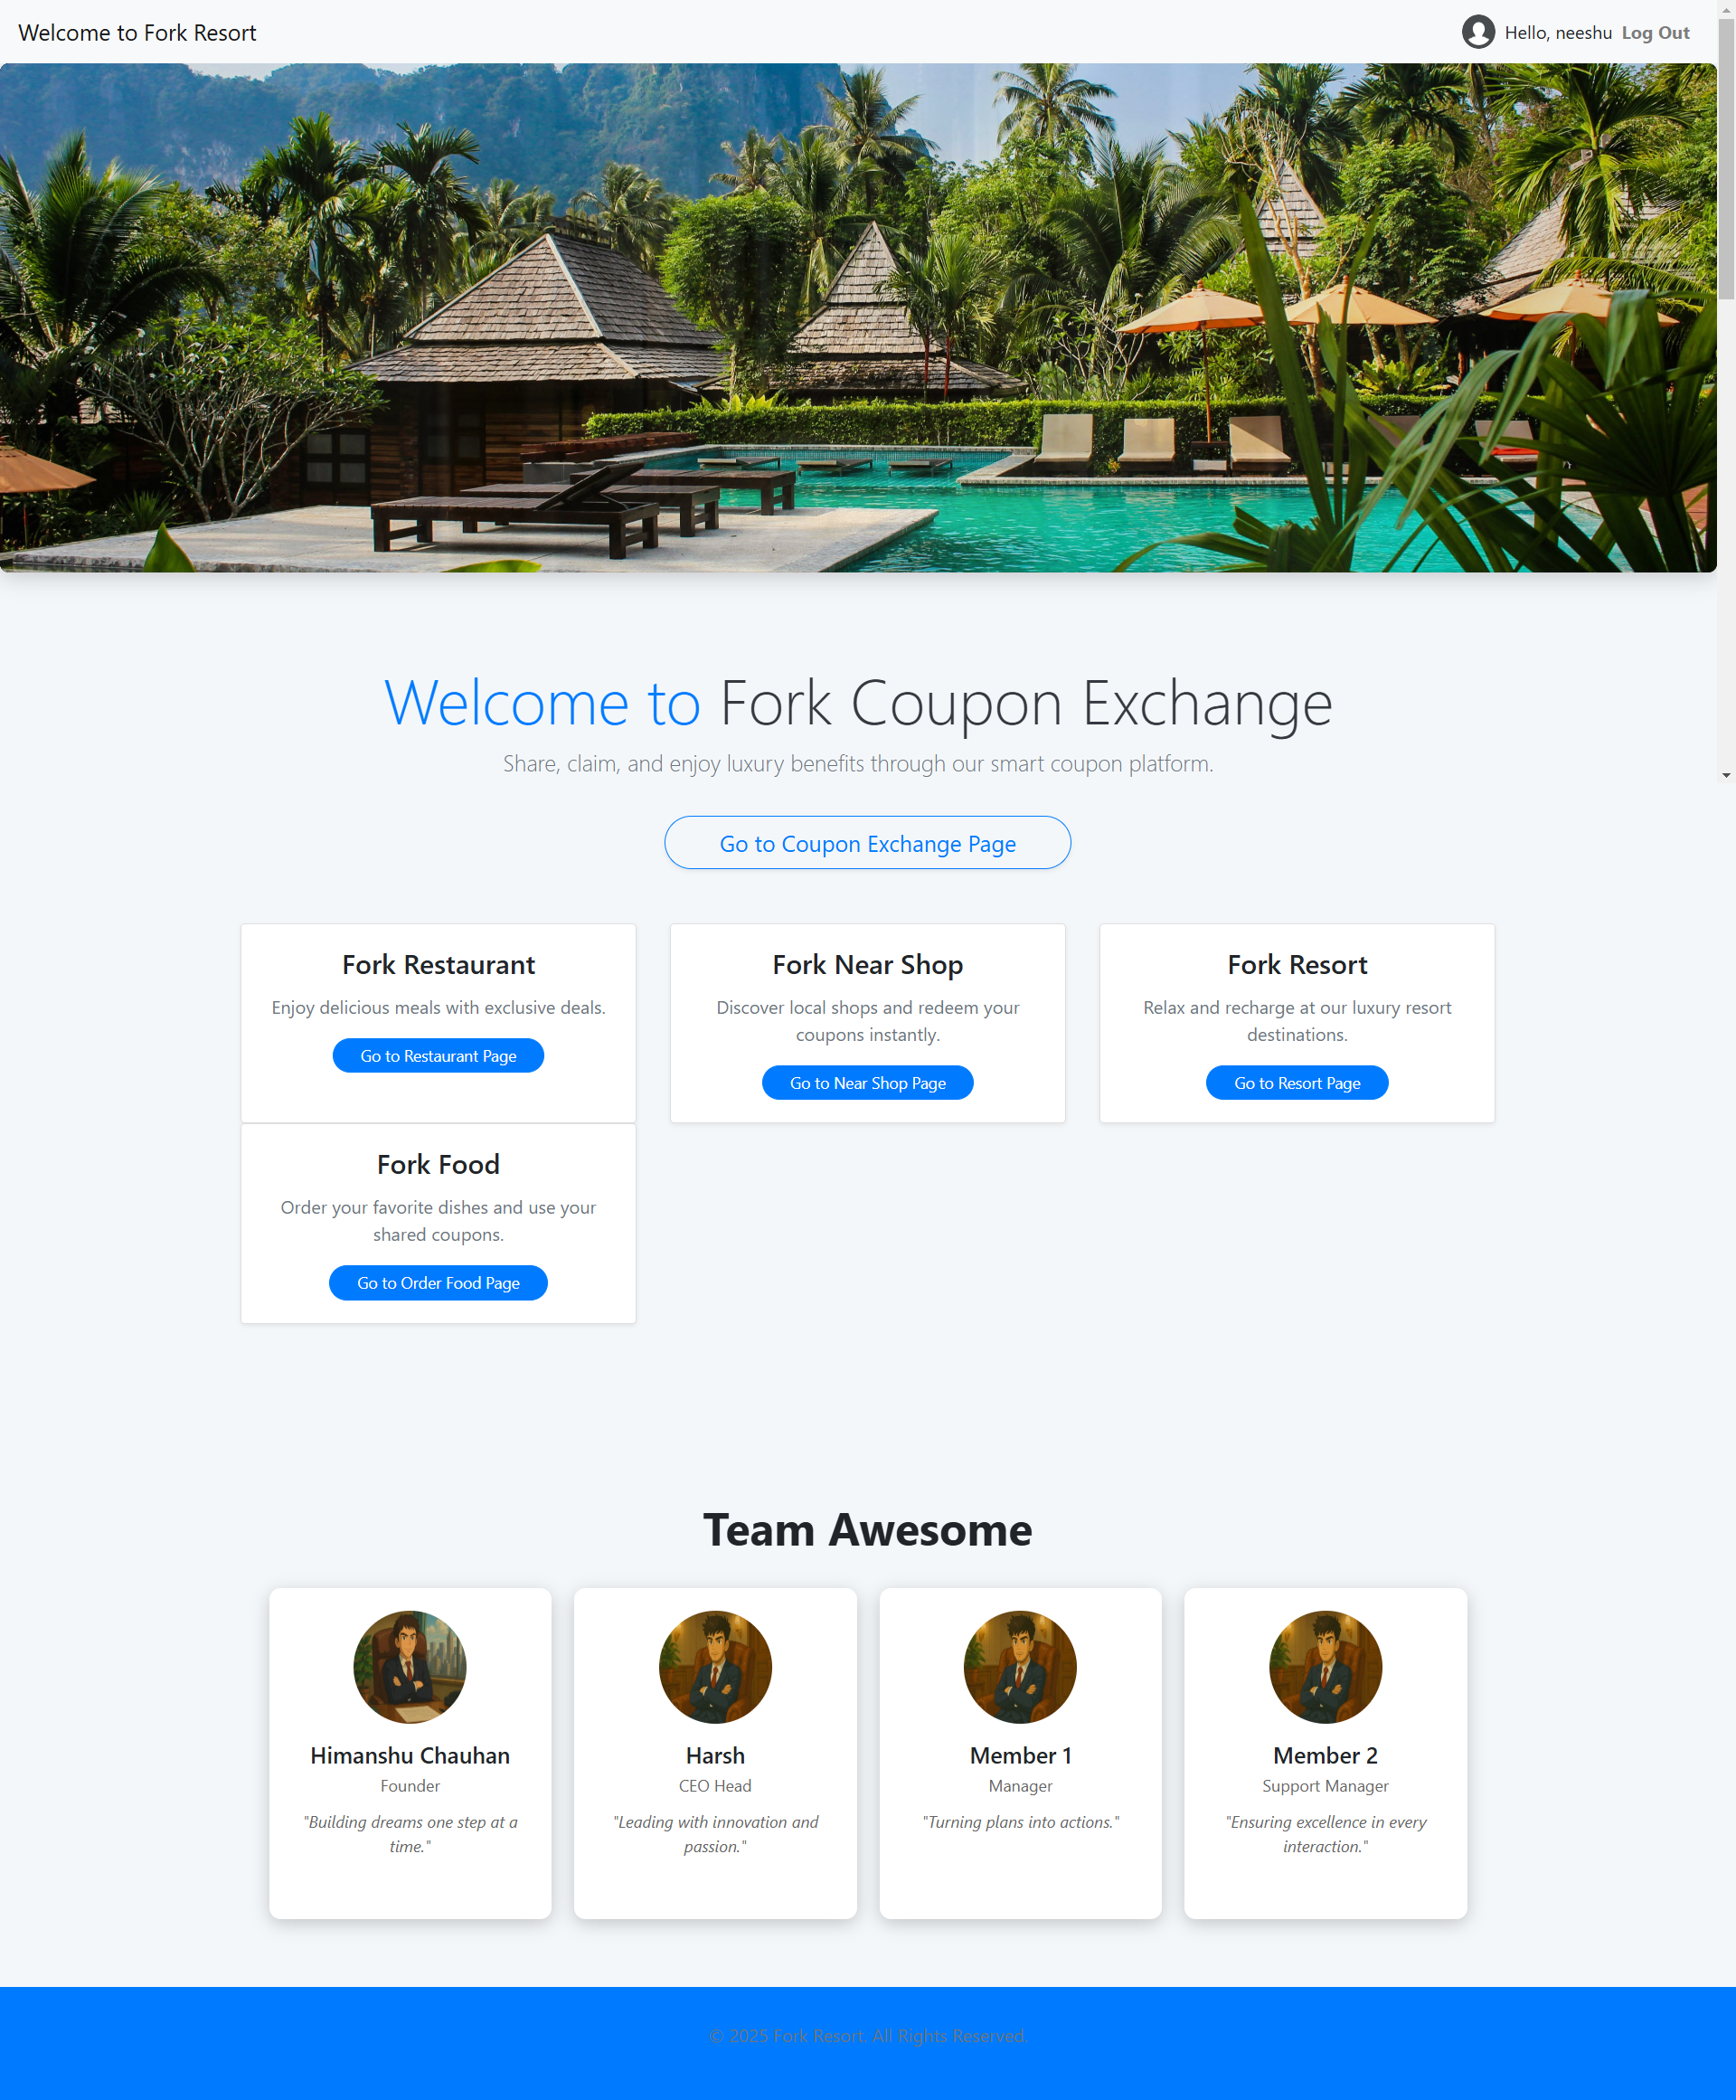 Welcome to Fork Resort
Hello, neeshu Log Out
Welcome to Fork Coupon Exchange
Share, claim, and enjoy luxury benefits through our smart coupon platform.
Go to Coupon Exchange Page
Fork Restaurant
Enjoy delicious meals with exclusive deals.
Go to Restaurant Page
Fork Near Shop
Discover local shops and redeem your
coupons instantly.
Go to Near Shop Page
Fork Resort
Relax and recharge at our luxury resort
destinations.
Go to Resort Page
Fork Food
Order your favorite dishes and use your
shared coupons.
Go to Order Food Page
Team Awesome
Himanshu Chauhan
Founder
"Building dreams one step at a
time."
Harsh
CEO Head
"Leading with innovation and
passion."
Member 1
Manager
"Turning plans into actions."
Member 2
Support Manager
"Ensuring excellence in every
interaction."
© 2025 Fork Resort. All Rights Reserved.